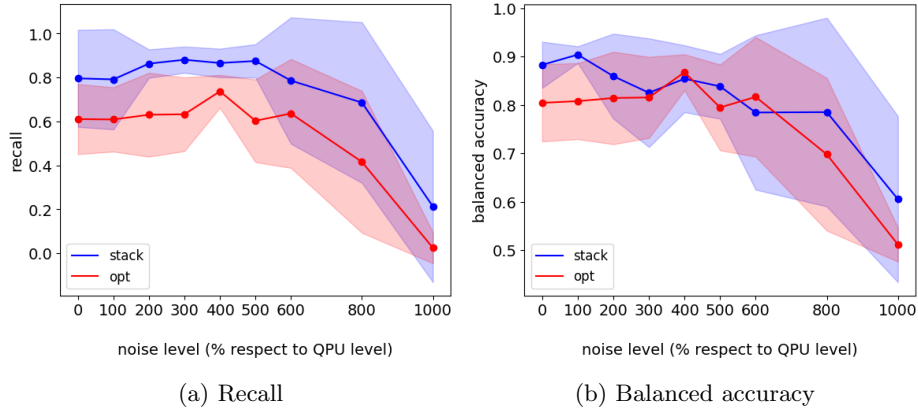 1.0
0.8
0.6
0.4
0.2
0.0
recall
stack
opt
0 100 200 300 400 500 600 800 1000
noise level (% respect to QPU level)
(a) Recall
1.0
0.9
0.8
0.7
0.6
0.5
balanced accuracy
stack
opt
0 100 200 300 400 500 600 800 1000
noise level (% respect to QPU level)
(b) Balanced accuracy